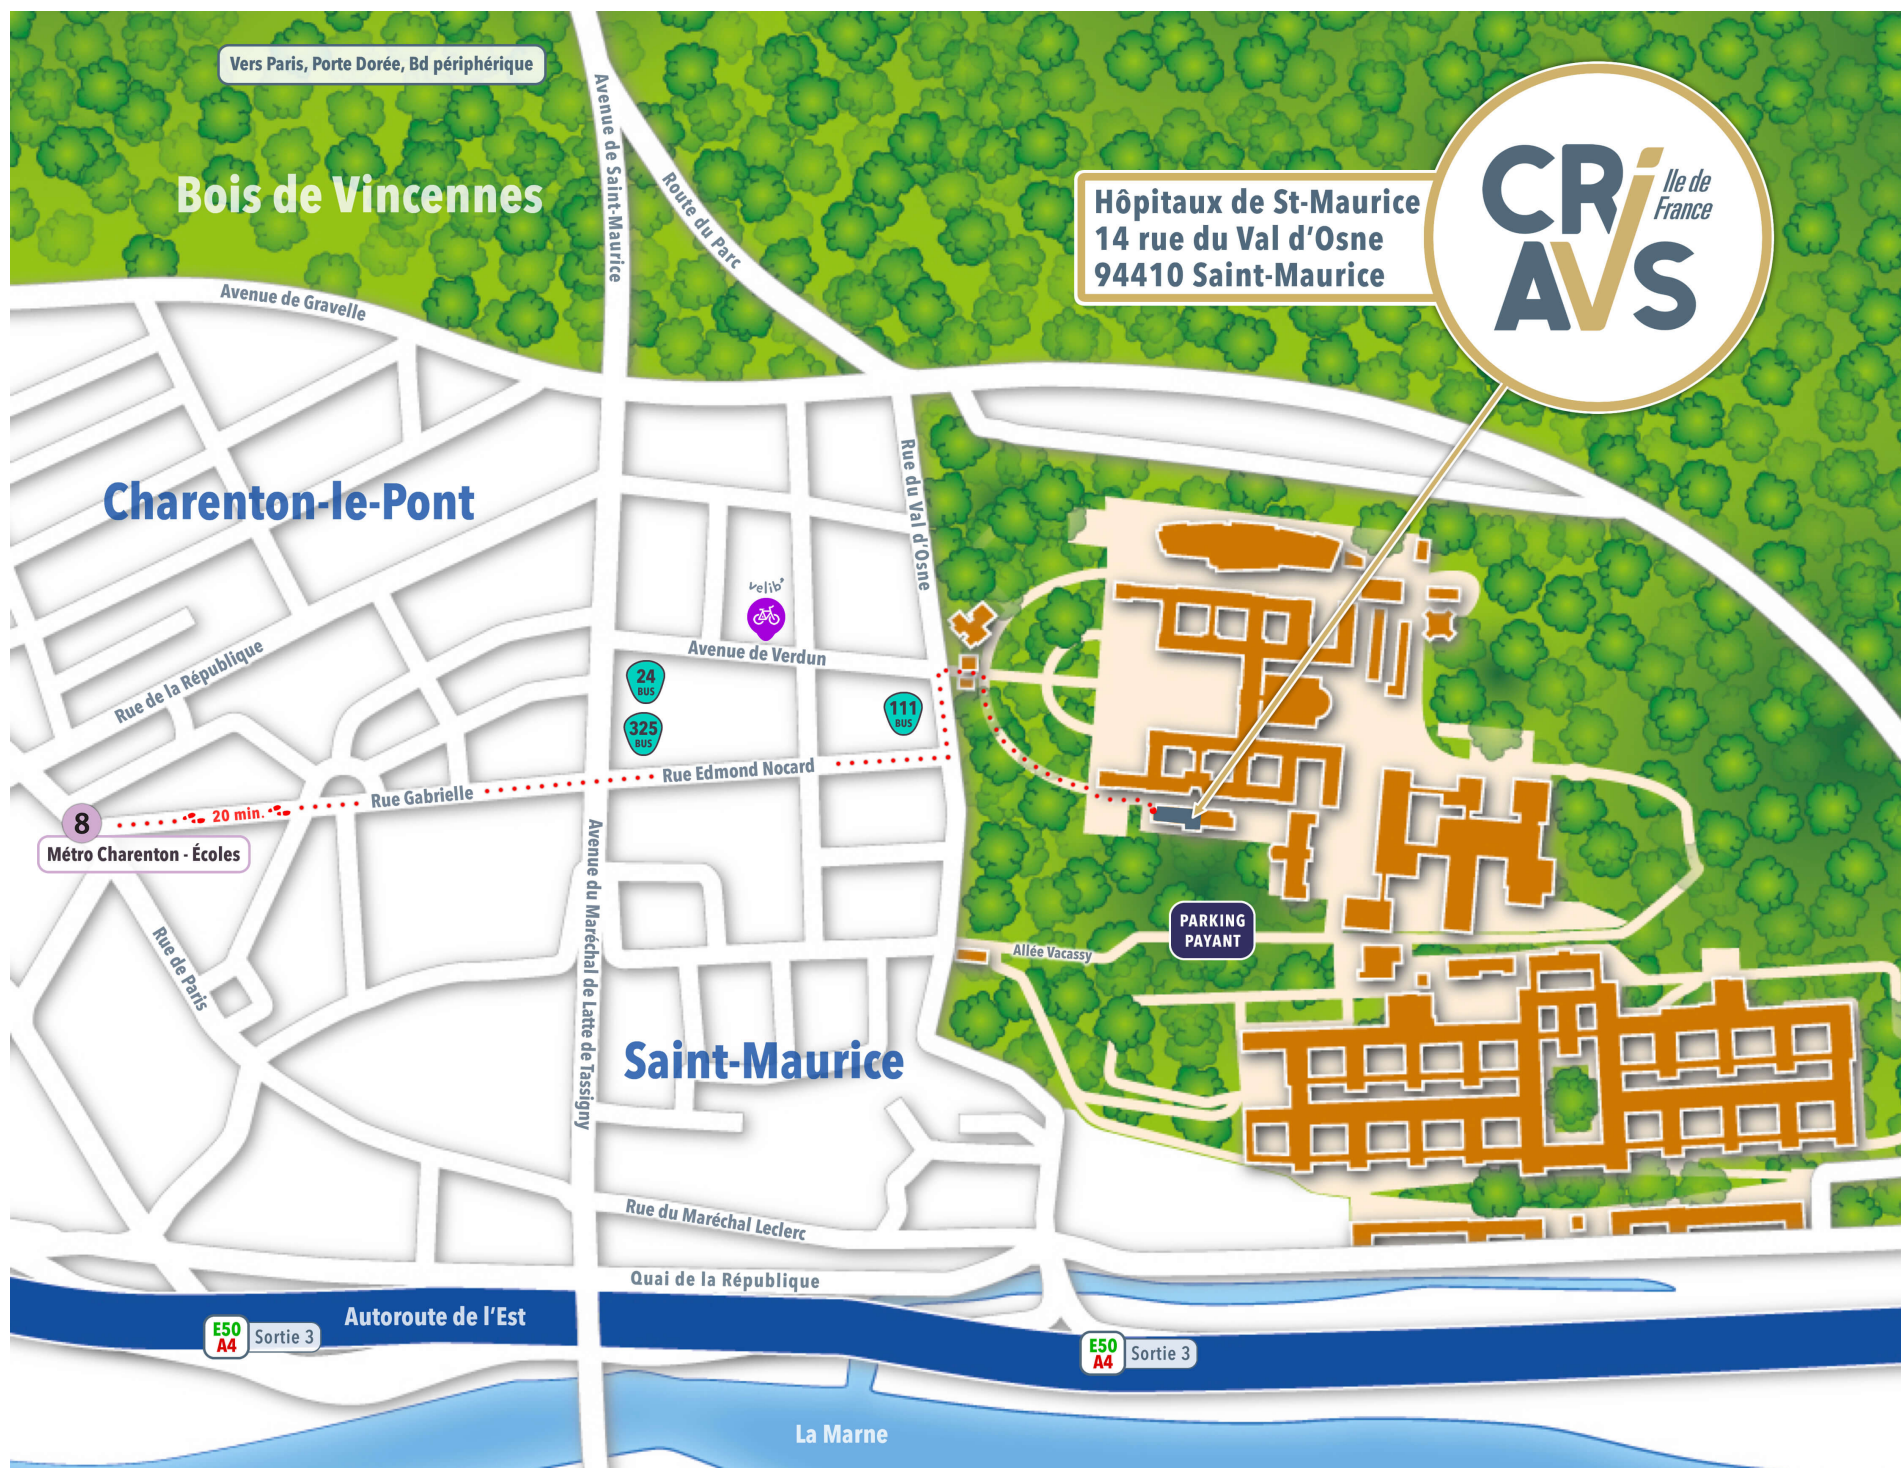 Vers Paris, Porte Dorée, Bd périphérique
Bois de Vincennes
Avenue de Saint-Maurice
Route du Parc
Hôpitaux de St-Maurice
14 rue du Val d'Osne
94410 Saint-Maurice
CRi
AVS
Ile de
France
Avenue de Gravelle
Charenton-le-Pont
Rue du Val d'Osne
velib'
Avenue de Verdun
Rue de la République
24
BUS
325
BUS
111
BUS
Rue Edmond Nocard
Rue Gabrielle
20 min.
8
Métro Charenton - Écoles
Avenue du Maréchal de Latte de Tassigny
Rue de Paris
PARKING
PAYANT
Allée Vacassy
Saint-Maurice
Rue du Maréchal Leclerc
Quai de la République
Autoroute de l'Est
E50
A4
Sortie 3
E50
A4
Sortie 3
La Marne